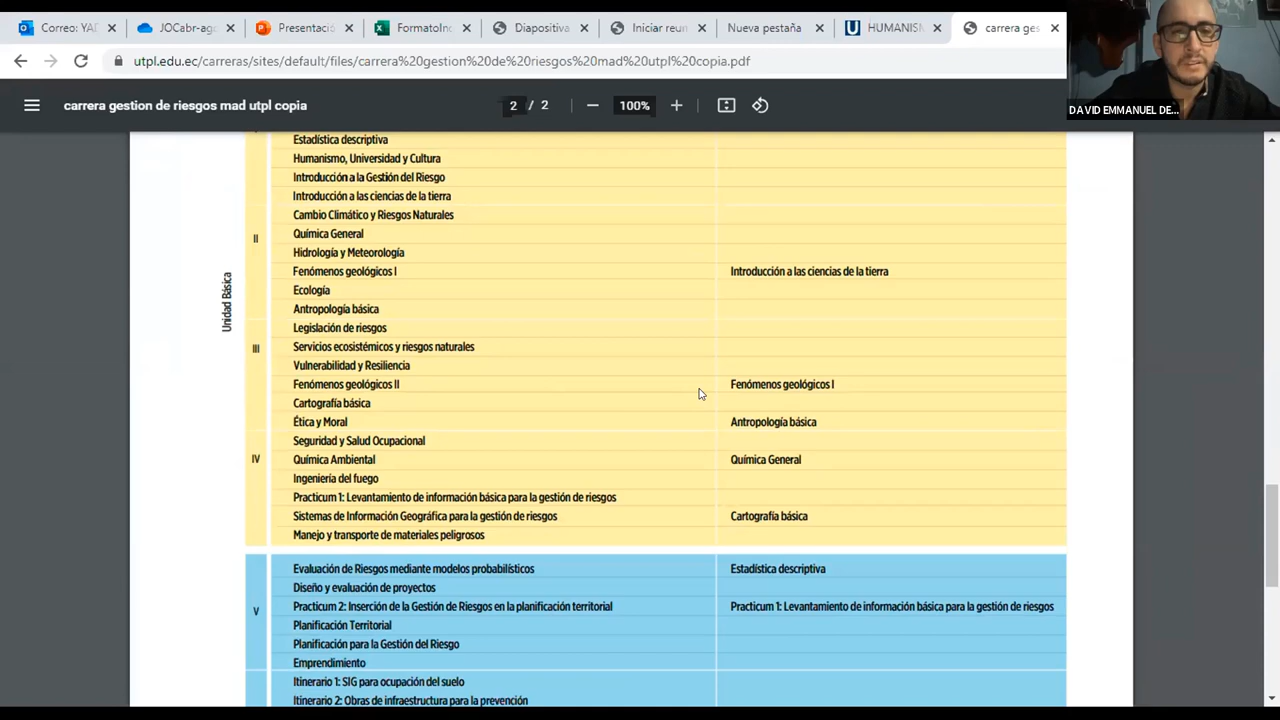 Correo: YAD
JOCabr-ago
Presentació
FormatoIno
Diapositiva
Iniciar reun
Nueva pestaña
HUMANISM
carrera ges
utpl.edu.ec/carreras/sites/default/files/carrera%20gestion%20de%20riesgos%20mad%20utpl%20copia.pdf
DAVID EMMANUEL DE...
carrera gestion de riesgos mad utpl copia
2 / 2
100%
Estadística descriptiva
Humanismo, Universidad y Cultura
Introducción a la Gestión del Riesgo
Introducción a las ciencias de la tierra
Unidad Básica
II
Cambio Climático y Riesgos Naturales
Química General
Hidrología y Meteorología
Fenómenos geológicos I Introducción a las ciencias de la tierra
Ecología
Antropología básica
III
Legislación de riesgos
Servicios ecosistémicos y riesgos naturales
Vulnerabilidad y Resiliencia
Fenómenos geológicos II Fenómenos geológicos I
Cartografía básica
Ética y Moral Antropología básica
IV
Seguridad y Salud Ocupacional
Química Ambiental Química General
Ingeniería del fuego
Practicum 1: Levantamiento de información básica para la gestión de riesgos
Sistemas de Información Geográfica para la gestión de riesgos Cartografía básica
Manejo y transporte de materiales peligrosos
V
Evaluación de Riesgos mediante modelos probabilísticos Estadística descriptiva
Diseño y evaluación de proyectos
Practicum 2: Inserción de la Gestión de Riesgos en la planificación territorial Practicum 1: Levantamiento de información básica para la gestión de riesgos
Planificación Territorial
Planificación para la Gestión del Riesgo
Emprendimiento
Itinerario 1: SIG para ocupación del suelo
Itinerario 2: Obras de infraestructura para la prevención